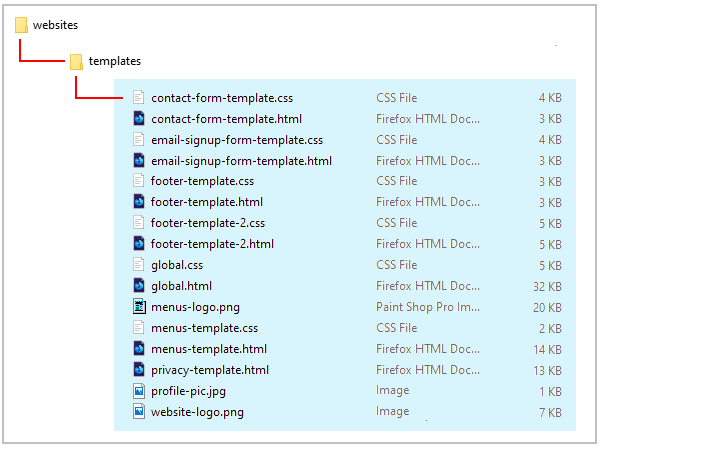 websites
templates
contact-form-template.css CSS File 4 KB
contact-form-template.html Firefox HTML Doc... 3 KB
email-signup-form-template.css CSS File 4 KB
email-signup-form-template.html Firefox HTML Doc... 3 KB
footer-template.css CSS File 3 KB
footer-template.html Firefox HTML Doc... 3 KB
footer-template-2.css CSS File 5 KB
footer-template-2.html Firefox HTML Doc... 5 KB
global.css CSS File 5 KB
global.html Firefox HTML Doc... 32 KB
menus-logo.png Paint Shop Pro Im... 20 KB
menus-template.css CSS File 2 KB
menus-template.html Firefox HTML Doc... 14 KB
privacy-template.html Firefox HTML Doc... 13 KB
profile-pic.jpg Image 1 KB
website-logo.png Image 7 KB